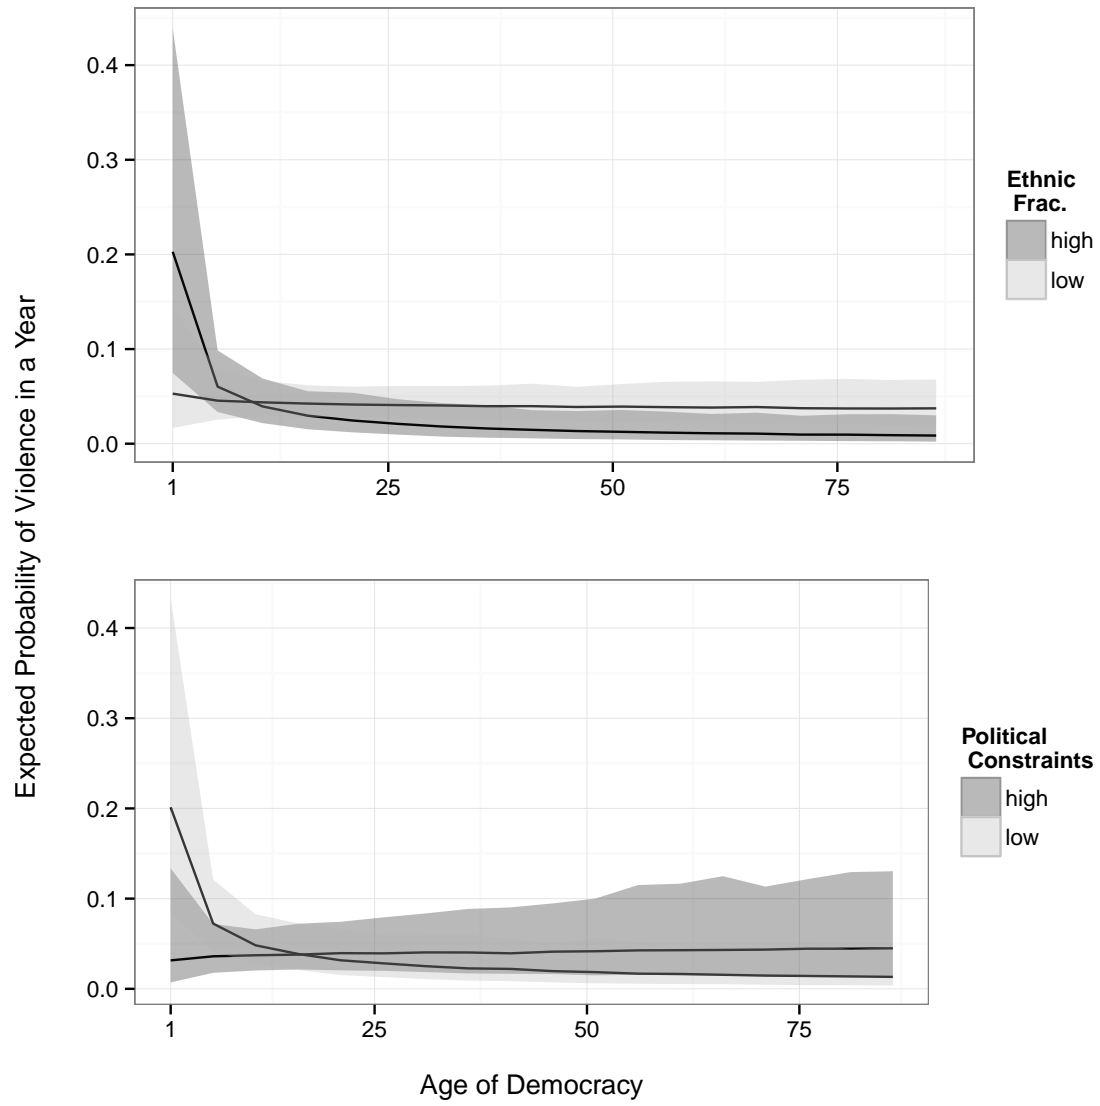 Expected Probability of Violence in a Year
0.4
0.3
0.2
0.1
0.0
1
25
50
75
Ethnic
Frac.
high
low
0.4
0.3
0.2
0.1
0.0
1
25
50
75
Political
Constraints
high
low
Age of Democracy